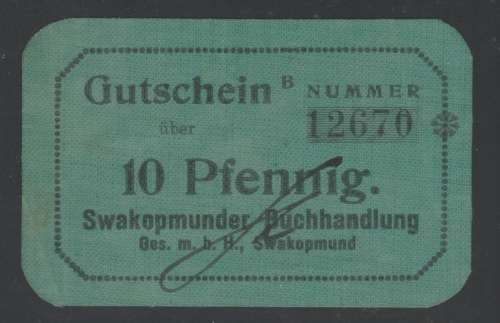 Gutschein B NUMMER
über 12670
10 Pfennig.
Swakopmunder Buchhandlung
Ges. m. b. H., Swakopmund